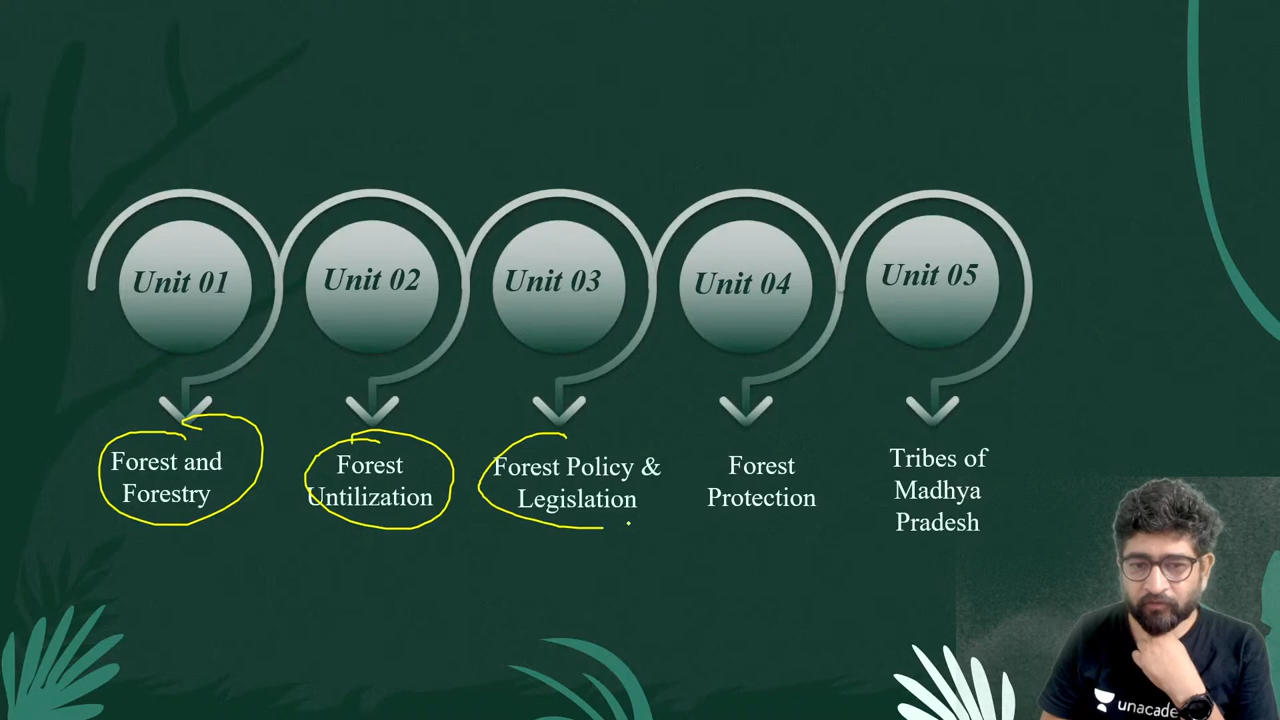 Unit 01
Unit 02
Unit 03
Unit 04
Unit 05
Forest and
Forestry
Forest
Untilization
Forest Policy &
Legislation
Forest
Protection
Tribes of
Madhya
Pradesh
unacade